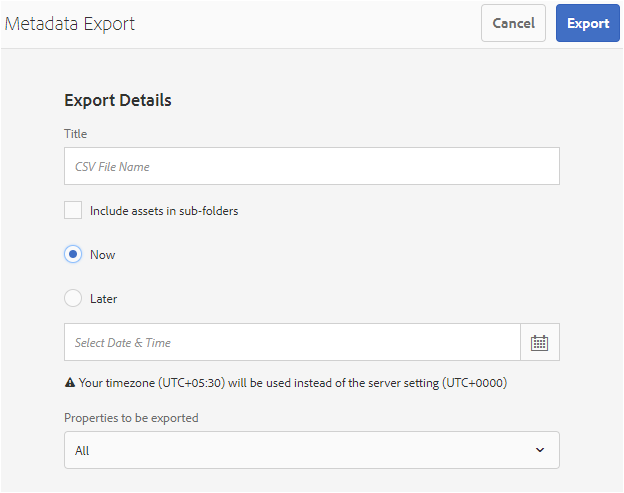 Metadata Export
Cancel
Export
Export Details
Title
CSV File Name
Include assets in sub-folders
Now
Later
Select Date & Time
Your timezone (UTC+05:30) will be used instead of the server setting (UTC+0000)
Properties to be exported
All